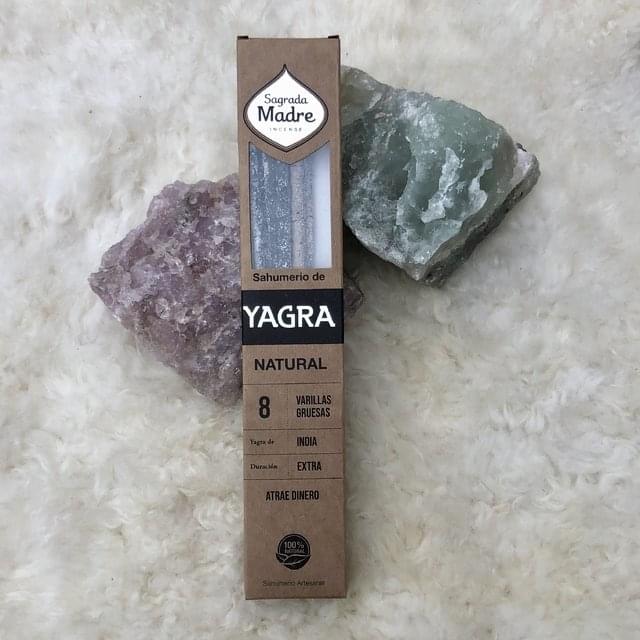 Sagrada
Madre
INCENSE
Sahumerio de
YAGRA
NATURAL
8 VARILLAS
GRUESAS
Yagra de INDIA
Duración EXTRA
ATRAE DINERO
100%
NATURAL
Sahumerio Artesanal